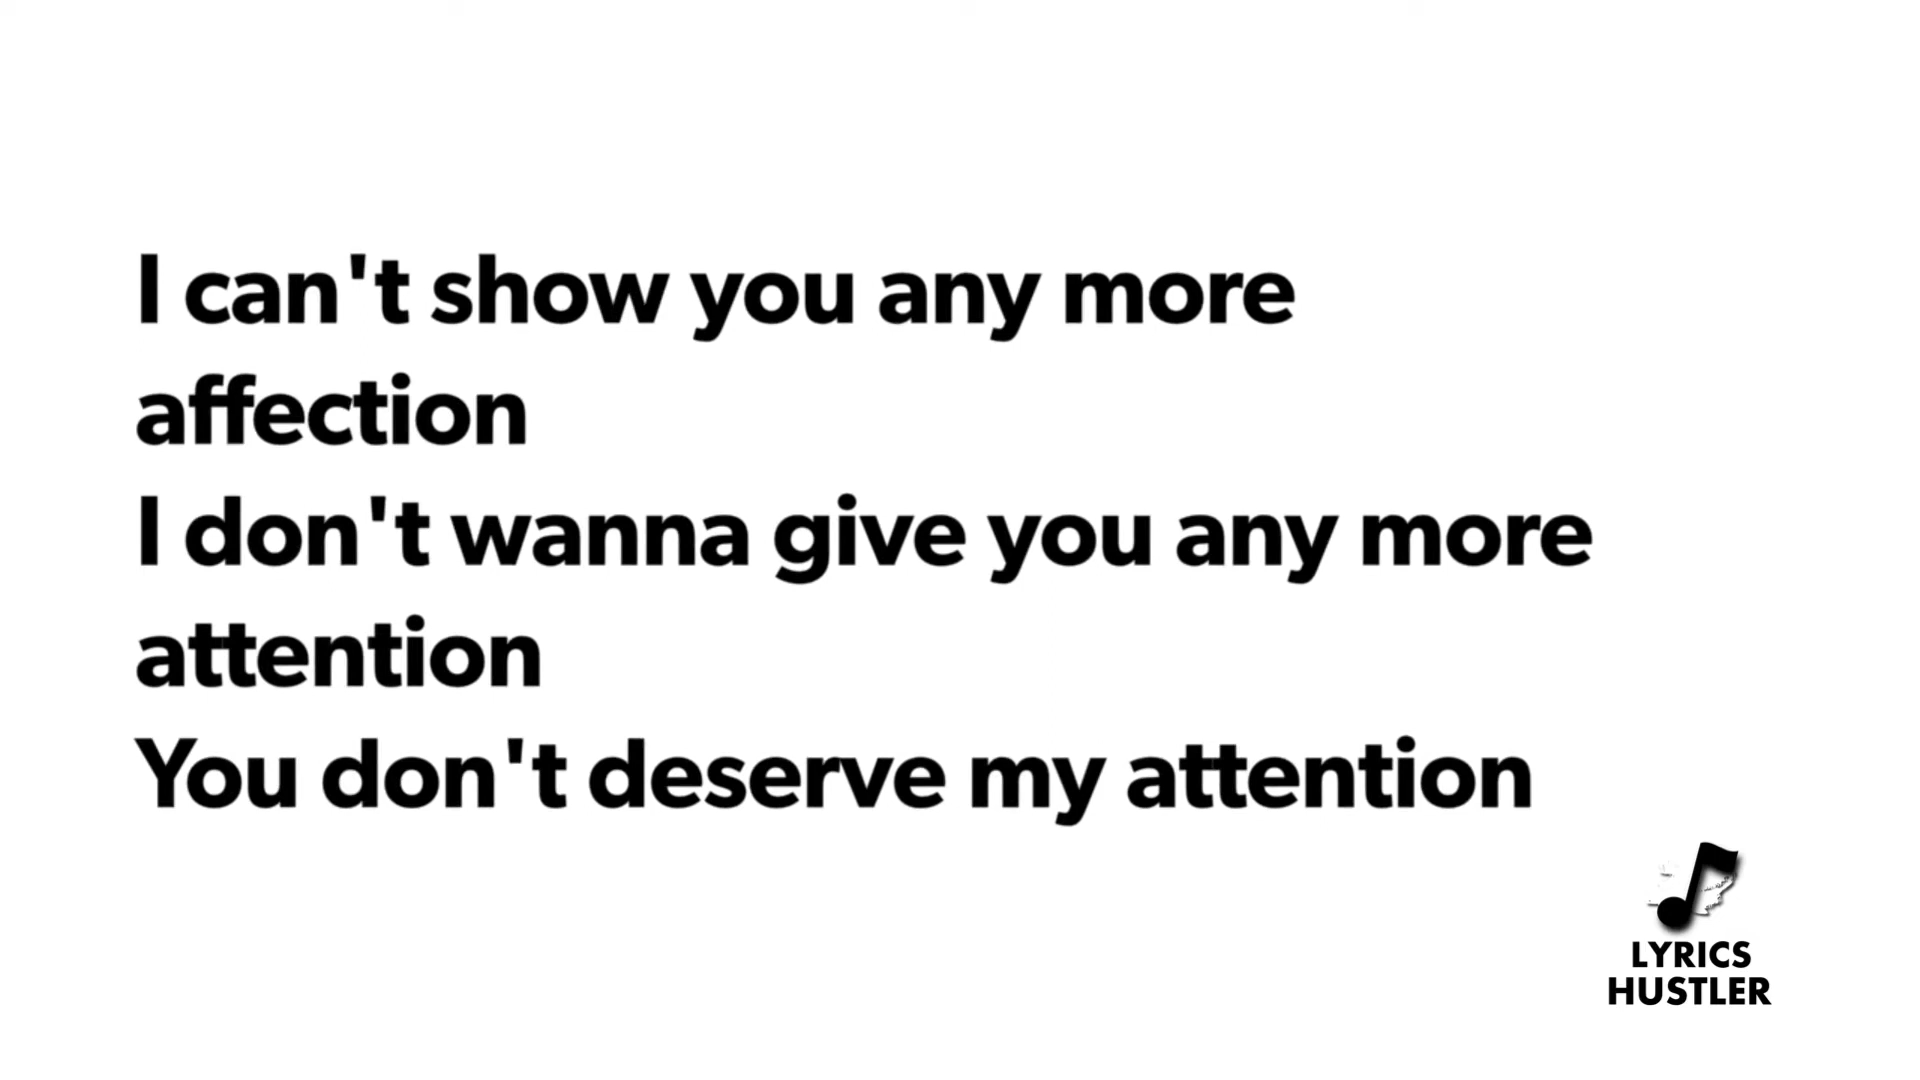 I can't show you any more
affection
I don't wanna give you any more
attention
You don't deserve my attention
LYRICS
HUSTLER